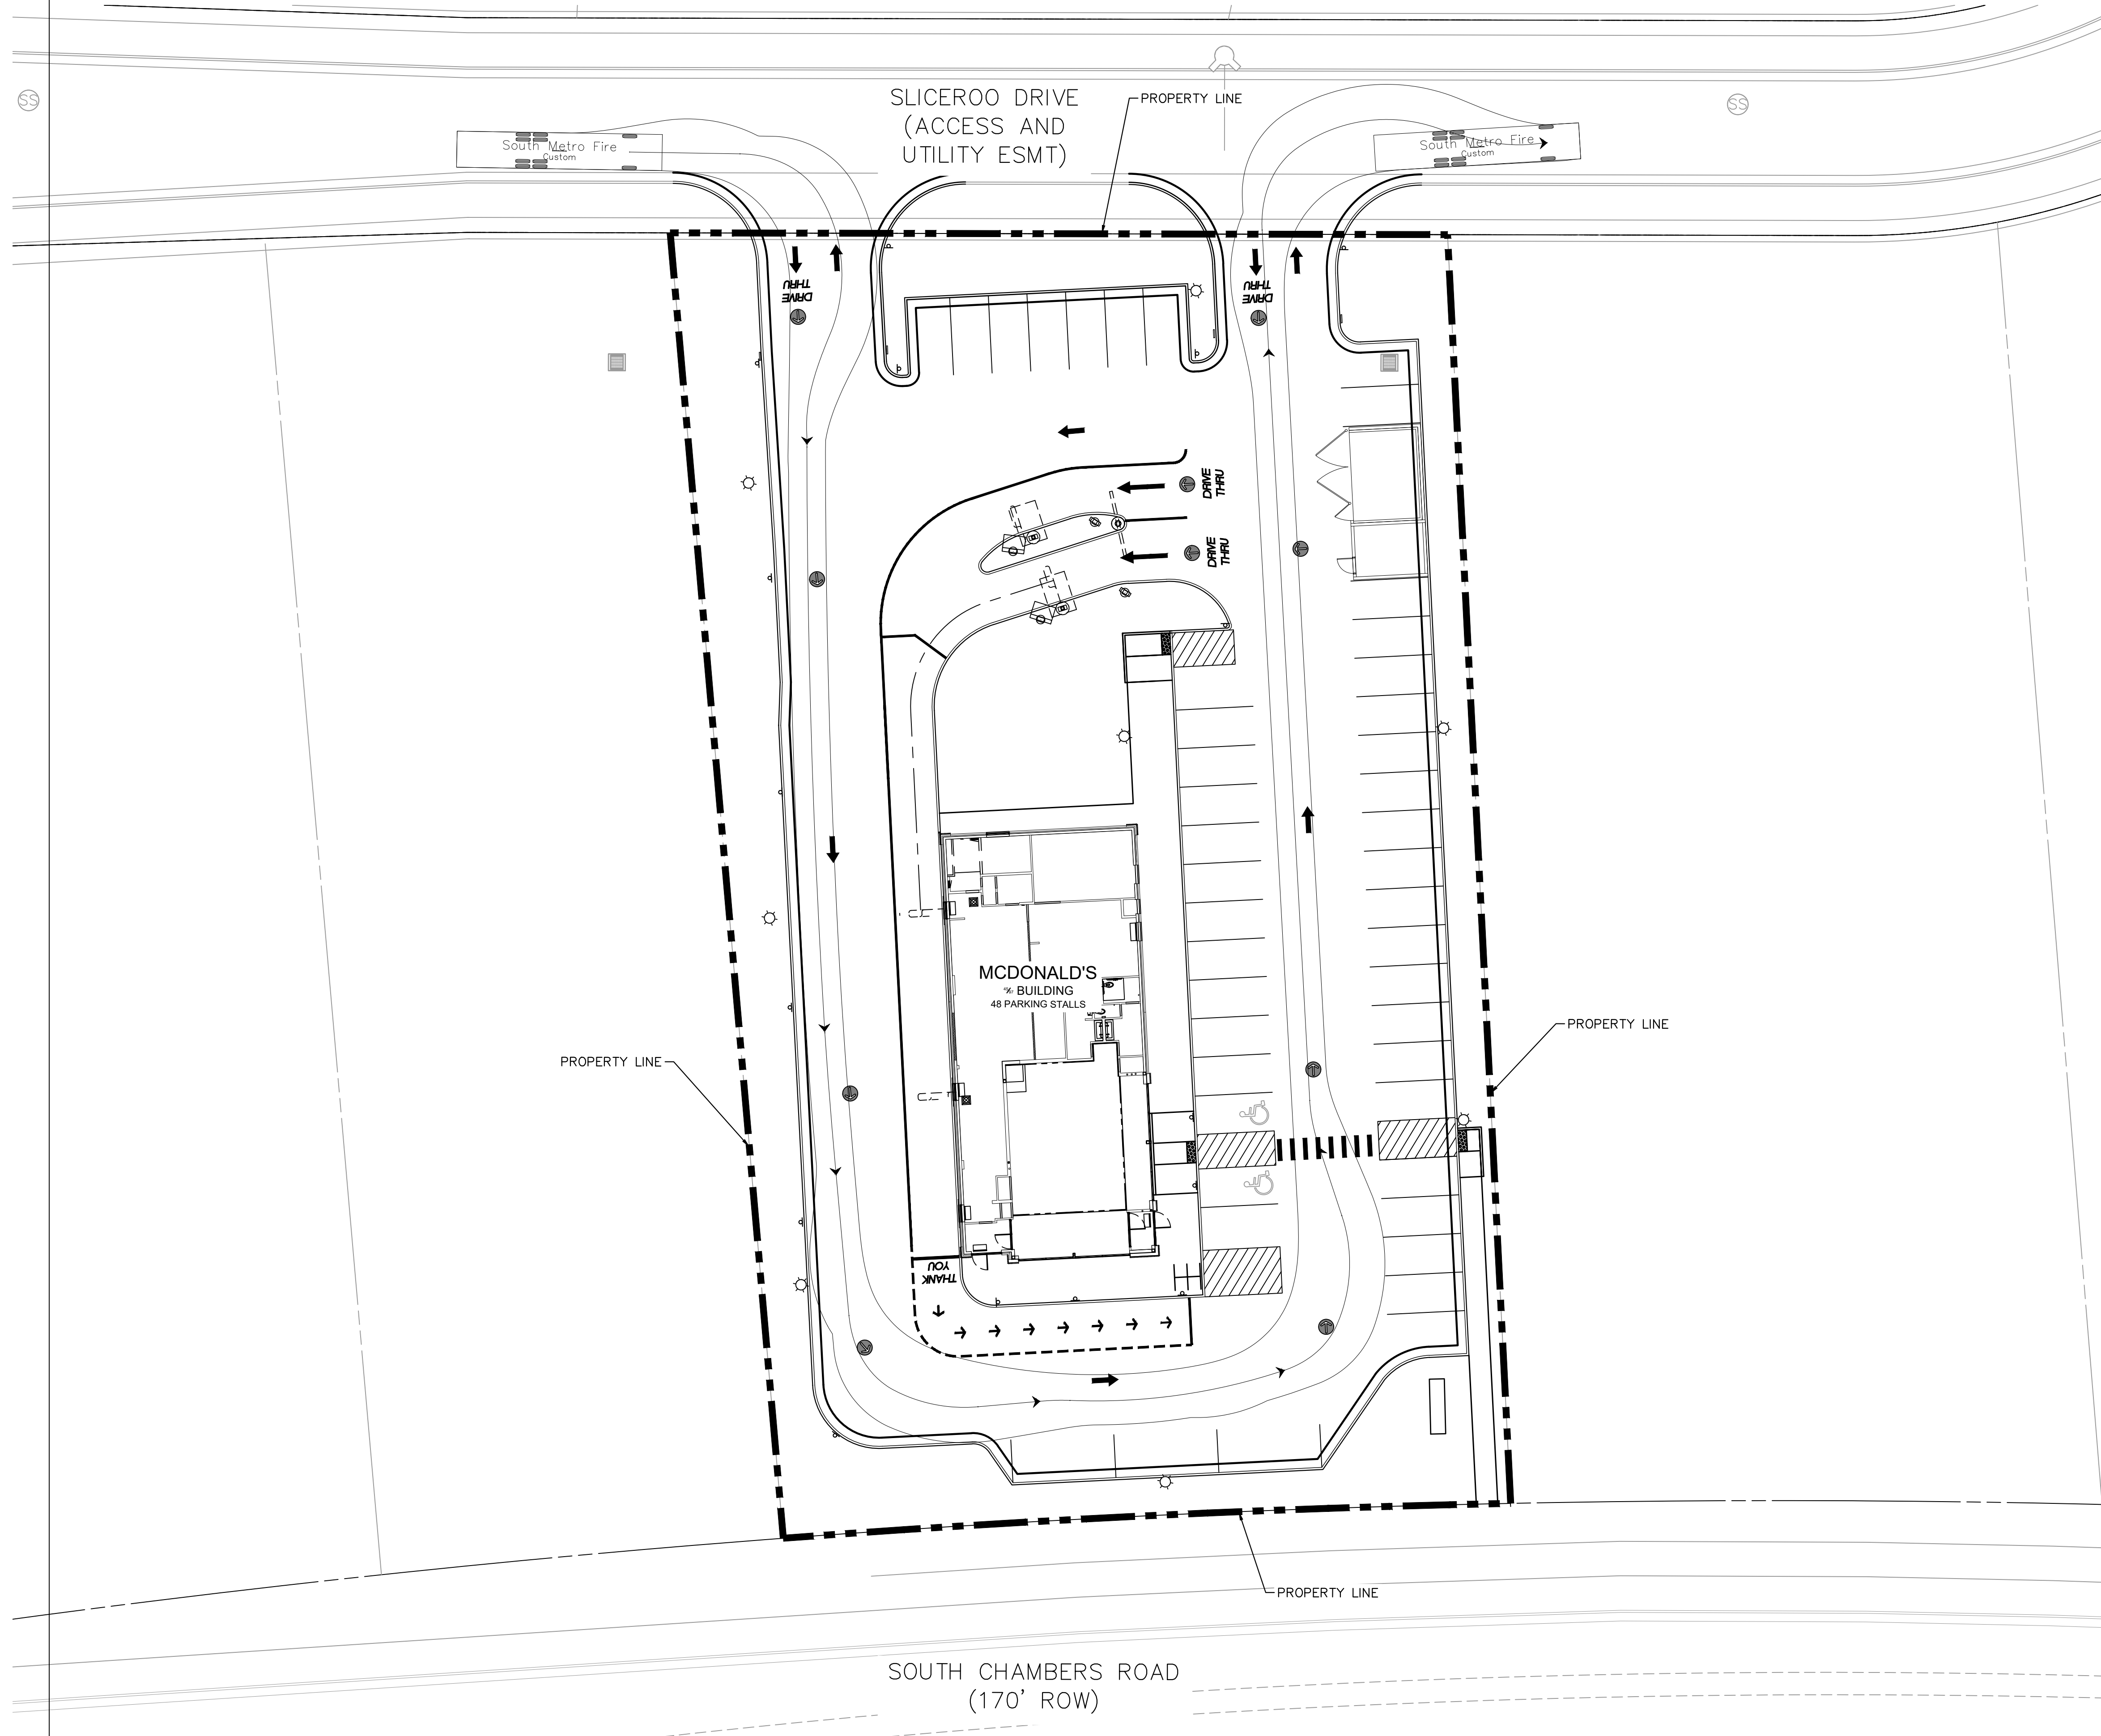 SLICEROO DRIVE
(ACCESS AND
UTILITY ESMT)
PROPERTY LINE
SS
SS
South Metro Fire
Custom
South Metro Fire
Custom
DRIVE
THRU
DRIVE
THRU
DRIVE
THRU
DRIVE
THRU
MCDONALD'S
BUILDING
48 PARKING STALLS
PROPERTY LINE
PROPERTY LINE
THANK
YOU
PROPERTY LINE
SOUTH CHAMBERS ROAD
(170' ROW)